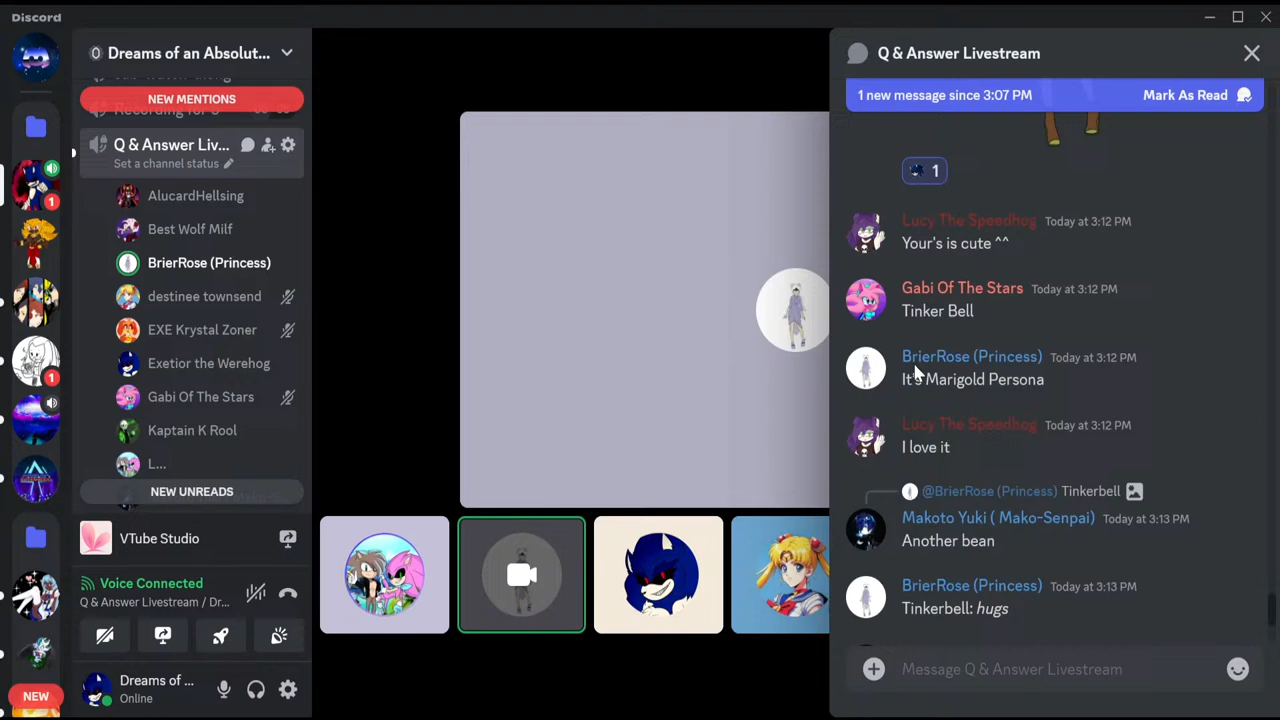 Discord
Dreams of an Absolut...
NEW MENTIONS
Q & Answer Liv...
Set a channel status
AlucardHellsing
Best Wolf Milf
BrierRose (Princess)
destinee townsend
EXE Krystal Zoner
Exetior the Werehog
Gabi Of The Stars
Kaptain K Rool
L...
NEW UNREADS
VTube Studio
Voice Connected
Q & Answer Livestream / Dr...
Dreams of ...
Online
1
1
NEW
Q & Answer Livestream
1 new message since 3:07 PM
Mark As Read
1
Lucy The Speedhog Today at 3:12 PM
Your's is cute ^^
Gabi Of The Stars Today at 3:12 PM
Tinker Bell
BrierRose (Princess) Today at 3:12 PM
It's Marigold Persona
Lucy The Speedhog Today at 3:12 PM
I love it
@BrierRose (Princess) Tinkerbell
Makoto Yuki ( Mako-Senpai) Today at 3:13 PM
Another bean
BrierRose (Princess) Today at 3:13 PM
Tinkerbell: hugs
Message Q & Answer Livestream